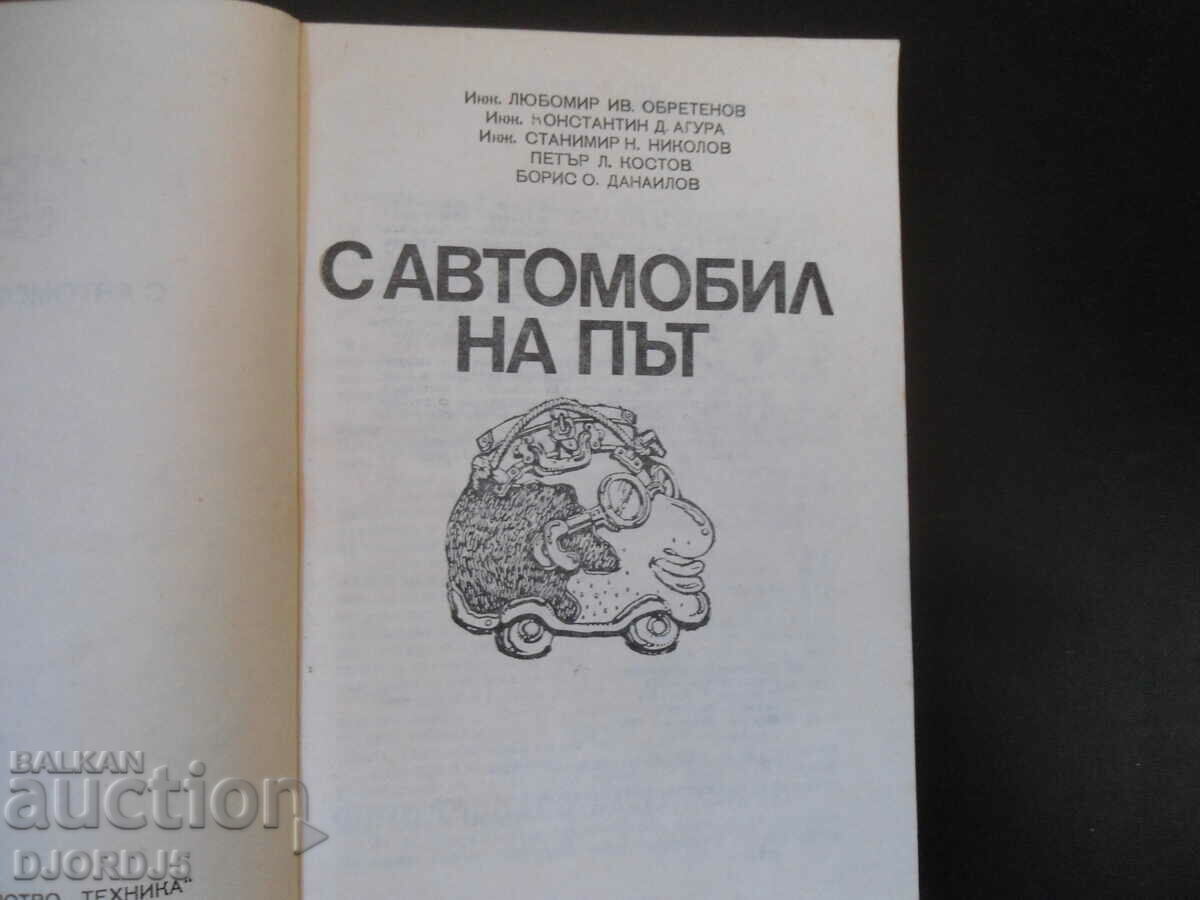 Инж. ЛЮБОМИР ИВ. ОБРЕТЕНОВ
Инж. КОНСТАНТИН Д. АГУРА
Инж. СТАНИМИР Н. НИКОЛОВ
ПЕТЪР Л. КОСТОВ
БОРИС О. ДАНАИЛОВ
С АВТОМОБИЛ
НА ПЪТ
BALKAN
auction
DJORDJ5
ТЕХНИКА“